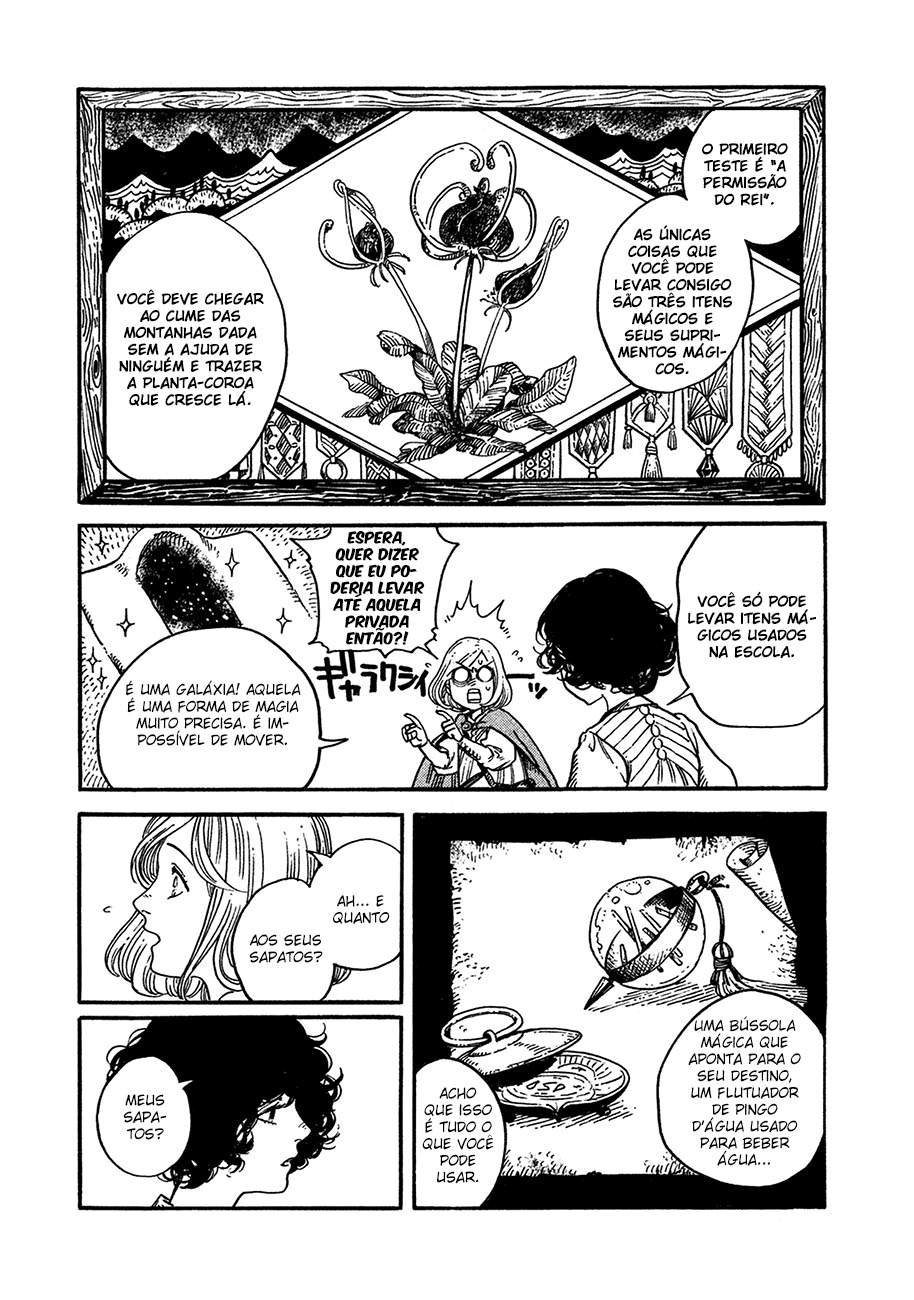 O PRIMEIRO
TESTE É "A
PERMISSÃO
DO REI".
AS ÚNICAS
COISAS QUE
VOCÊ PODE
LEVAR CONSIGO
SÃO TRÊS ITENS
MÁGICOS E
SEUS SUPRI-
MENTOS MÁGI-
COS.
VOCÊ DEVE CHEGAR
AO CUME DAS
MONTANHAS DADA
SEM A AJUDA DE
NINGUÉM E TRAZER
A PLANTA-COROA
QUE CRESCE LÁ.
VOCÊ SÓ PODE
LEVAR ITENS MÁ-
GICOS USADOS
NA ESCOLA.
ESPERA,
QUER DIZER
QUE EU PO-
DERIA LEVAR
ATÉ AQUELA
PRIVADA
ENTÃO?!
ギャラクシィーッ
É UMA GALÁXIA! AQUELA
É UMA FORMA DE MAGIA
MUITO PRECISA. É IM-
POSSÍVEL DE MOVER.
UMA BÚSSOLA
MÁGICA QUE
APONTA PARA O
SEU DESTINO,
UM FLUTUADOR
DE PINGO
D'ÁGUA USADO
PARA BEBER
ÁGUA...
ACHO
QUE ISSO
É TUDO O
QUE VOCÊ
PODE
USAR.
AH... E
QUANTO
AOS SEUS
SAPATOS?
MEUS
SAPA-
TOS?